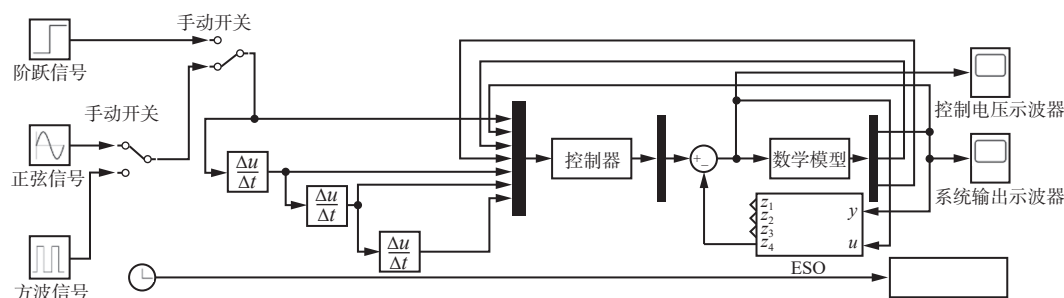 手动开关
阶跃信号
手动开关
控制电压示波器
正弦信号
Δu
Δt
控制器
+
−
数学模型
系统输出示波器
Δu
Δt
z1
z2
z3
z4
y
u
Δu
Δt
ESO
方波信号